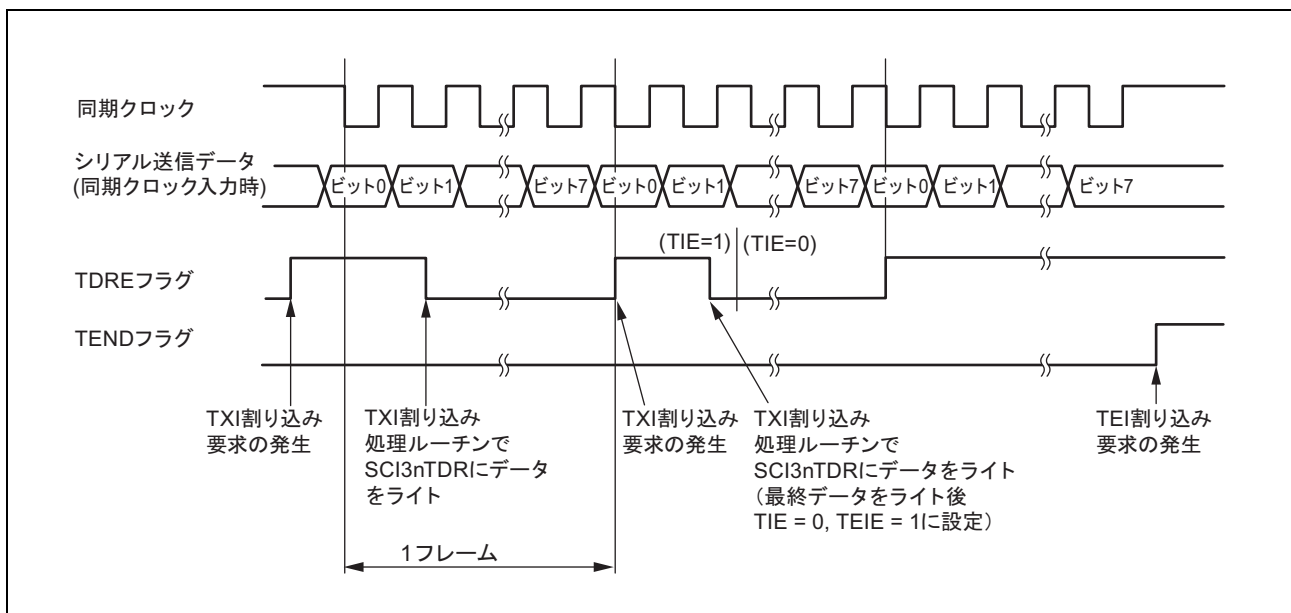 同期クロック
シリアル送信データ
(同期クロック入力時)
ビット0 ビット1 ビット7 ビット0 ビット1 ビット7 ビット0 ビット1 ビット7
(TIE=1) (TIE=0)
TDREフラグ
TENDフラグ
TXI割り込み
要求の発生
TXI割り込み
処理ルーチンで
SCI3nTDRにデータ
をライト
TXI割り込み
要求の発生
TXI割り込み
処理ルーチンで
SCI3nTDRにデータをライト
(最終データをライト後
TIE = 0, TEIE = 1に設定)
TEI割り込み
要求の発生
1フレーム